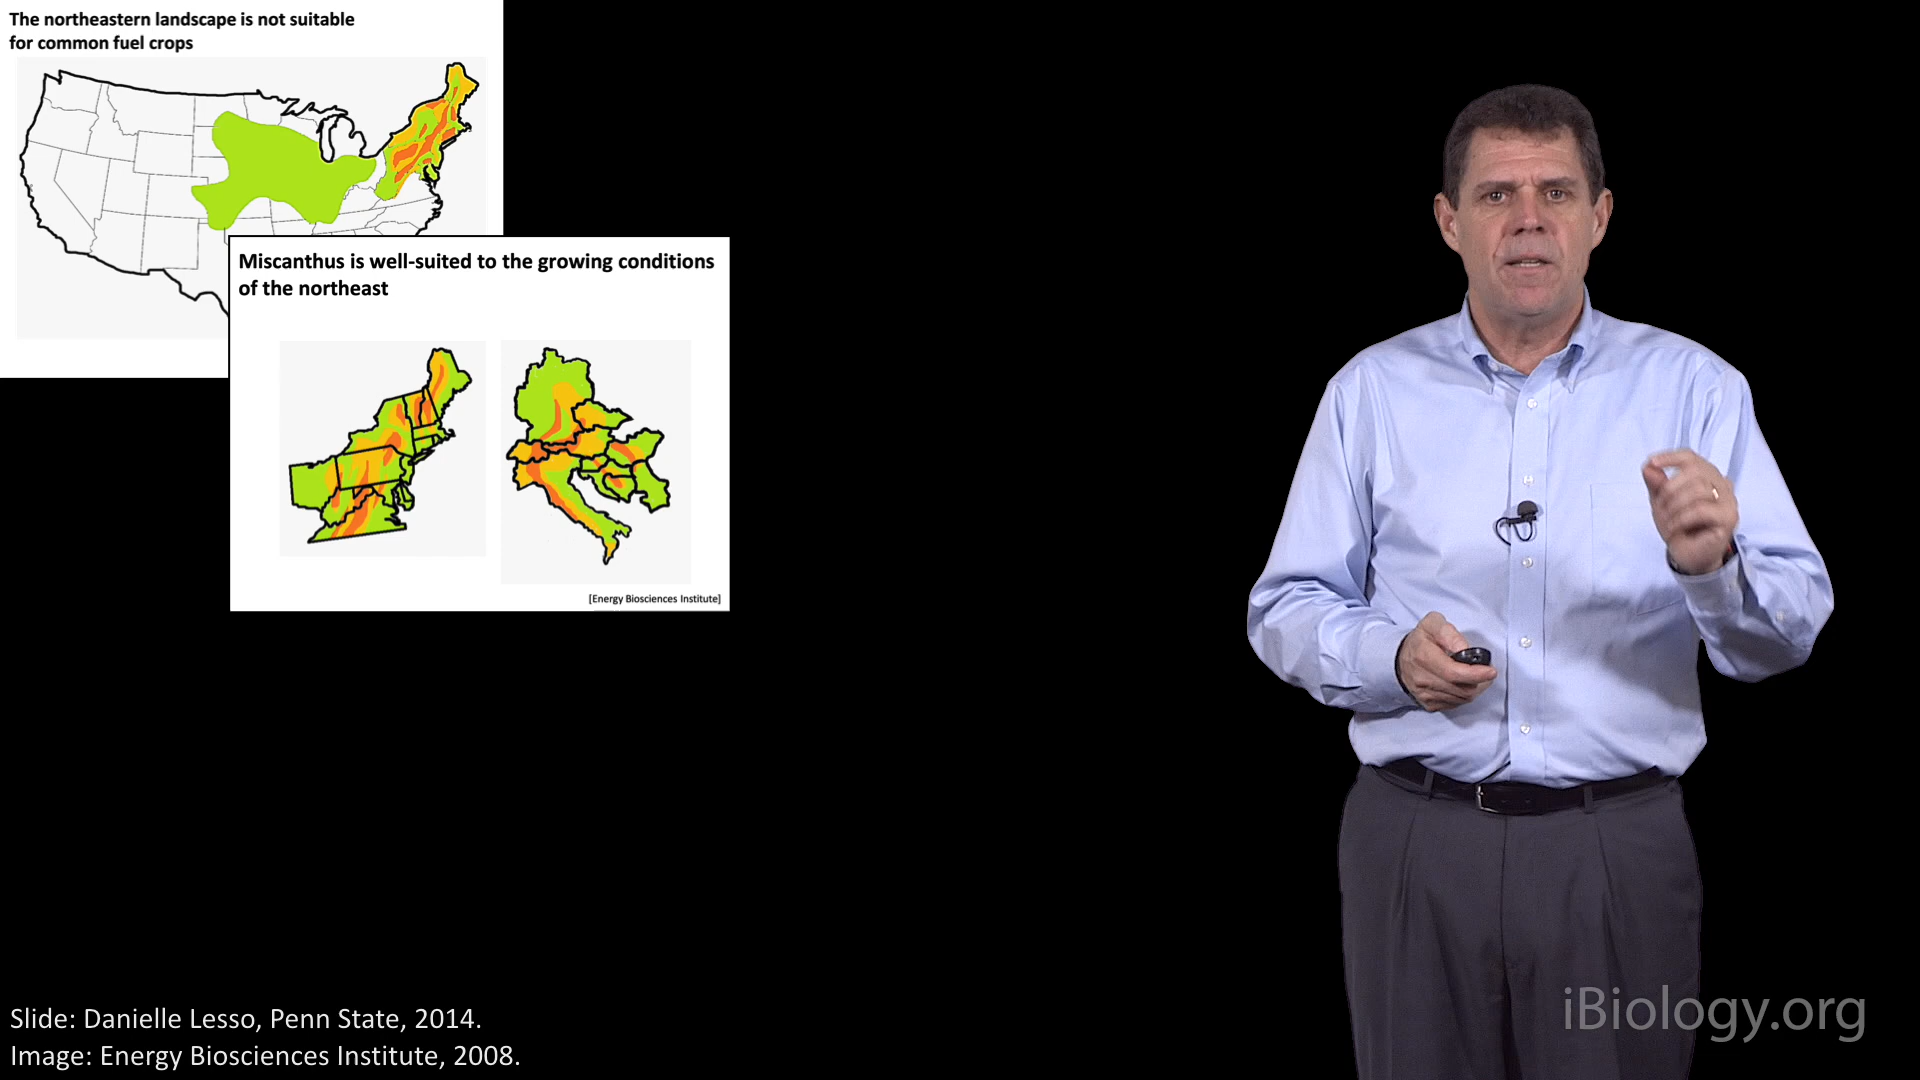 The northeastern landscape is not suitable
for common fuel crops
Miscanthus is well-suited to the growing conditions
of the northeast
[Energy Biosciences Institute]
Slide: Danielle Lesso, Penn State, 2014.
Image: Energy Biosciences Institute, 2008.
iBiology.org